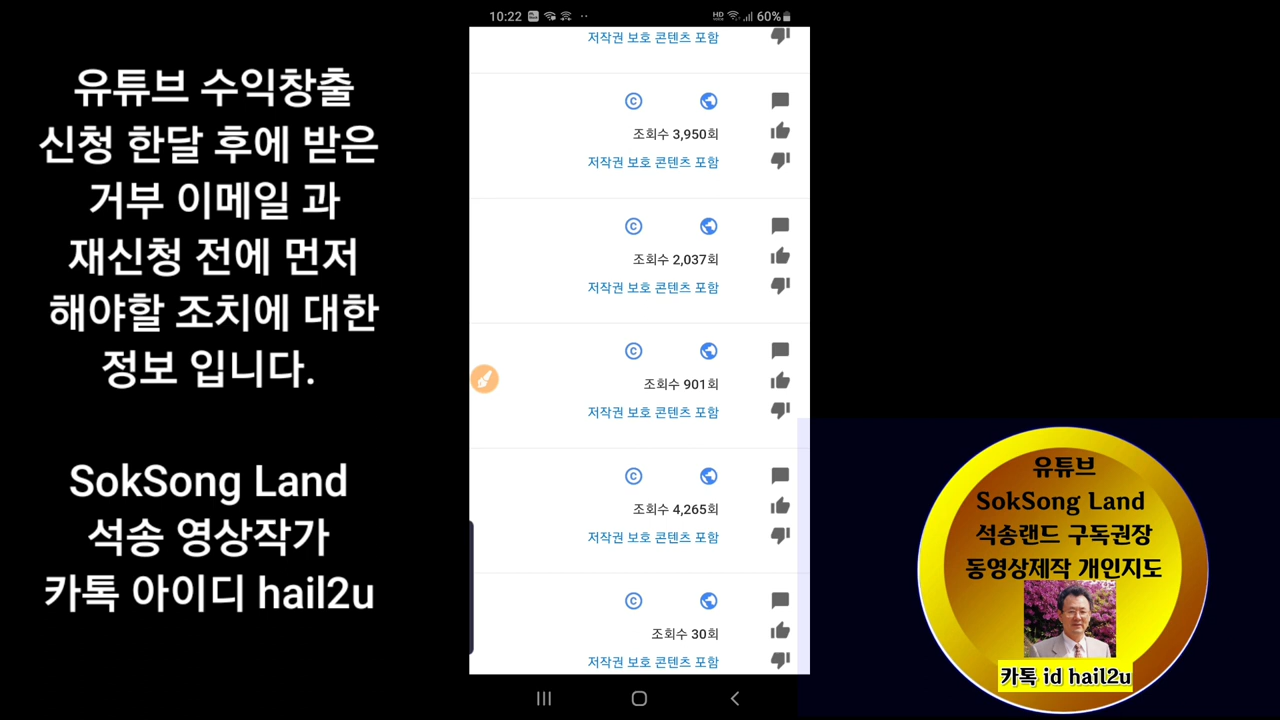 유튜브 수익창출
신청 한달 후에 받은
거부 이메일 과
재신청 전에 먼저
해야할 조치에 대한
정보 입니다.
SokSong Land
석송 영상작가
카톡 아이디 hail2u
10:22
60%
저작권 보호 콘텐츠 포함
조회수 3,950회
저작권 보호 콘텐츠 포함
조회수 2,037회
저작권 보호 콘텐츠 포함
조회수 901회
저작권 보호 콘텐츠 포함
조회수 4,265회
저작권 보호 콘텐츠 포함
조회수 30회
저작권 보호 콘텐츠 포함
유튜브
SokSong Land
석송랜드 구독권장
동영상제작 개인지도
카톡 id hail2u